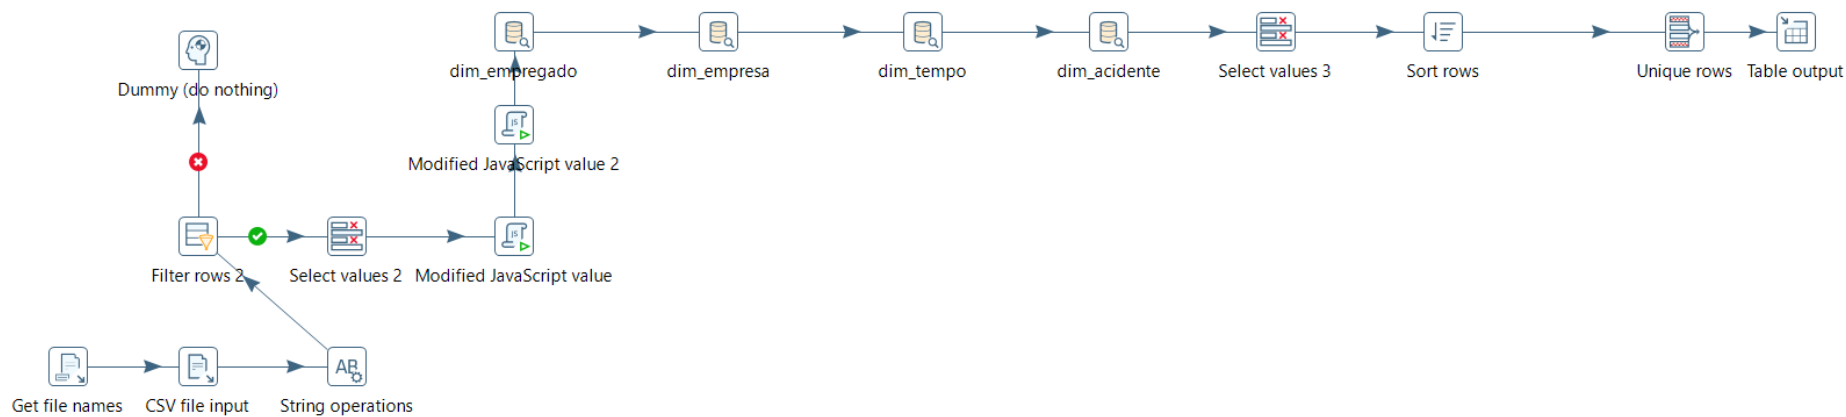 dim_empregado
dim_empresa
dim_tempo
dim_acidente
Select values 3
Sort rows
Unique rows
Table output
Dummy (do nothing)
Modified JavaScript value 2
Filter rows 2
Select values 2
Modified JavaScript value
Get file names
CSV file input
String operations